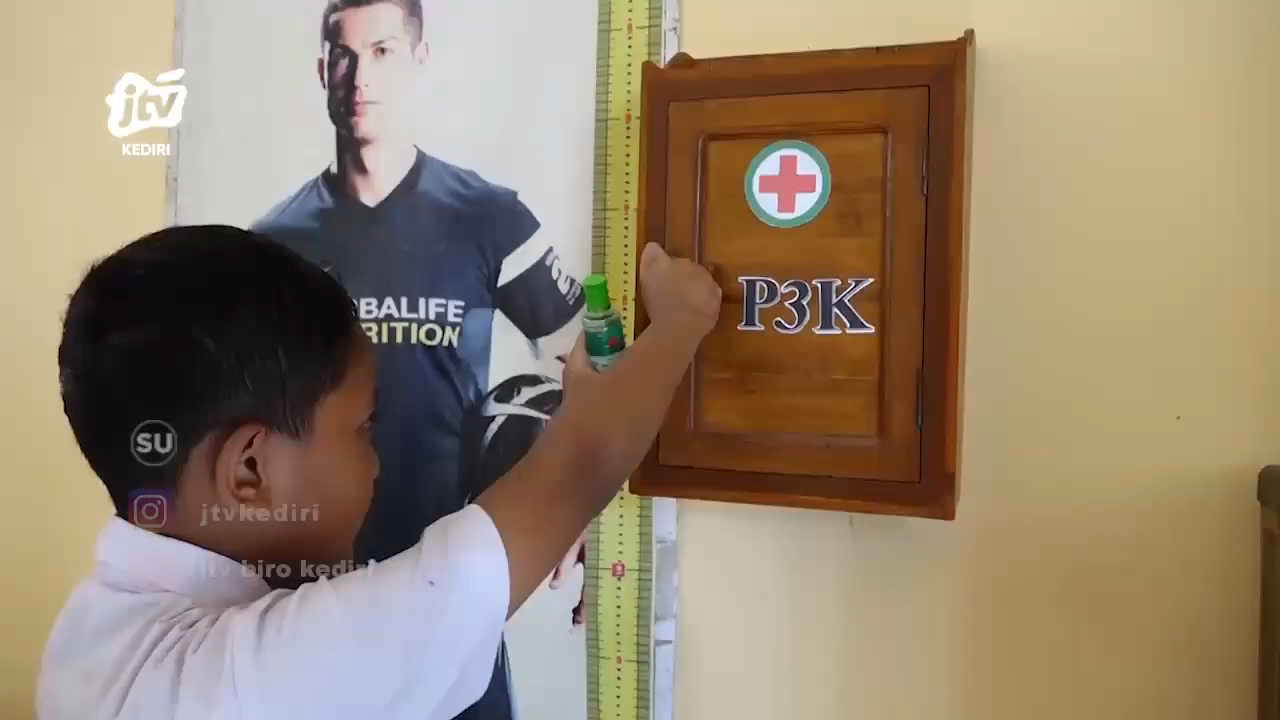 jtv
KEDIRI
BALIFE
RITION
P3K
SU
jtvkediri
jtv biro kediri